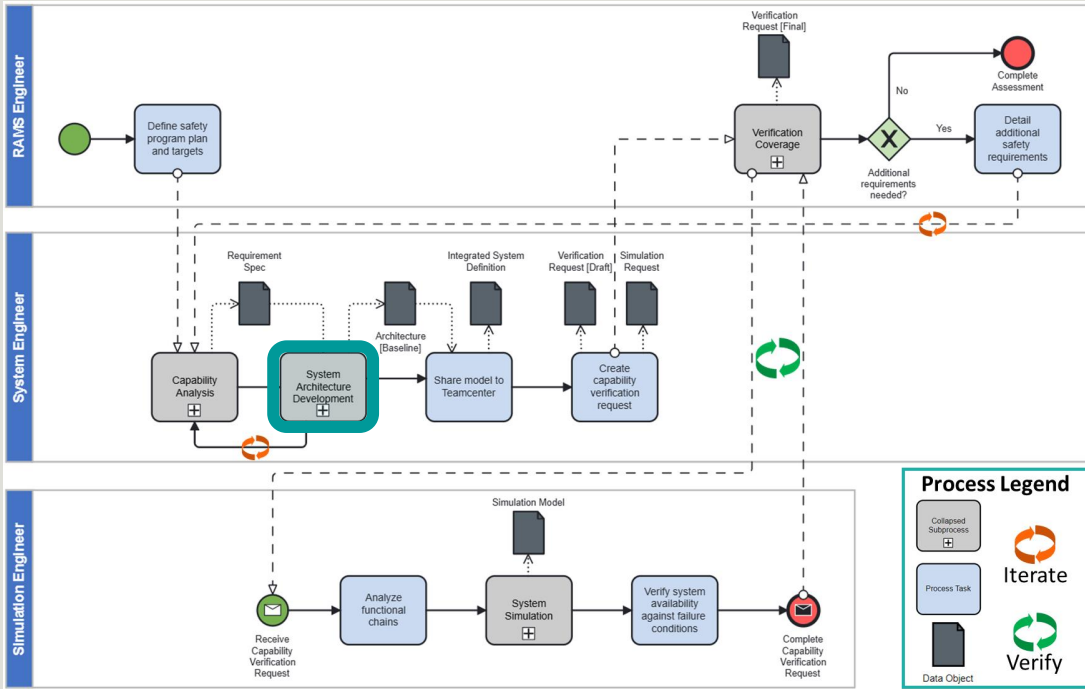 RAMS Engineer
Define safety
program plan
and targets
Verification
Request [Final]
Verification
Coverage
No
Complete
Assessment
Yes
Additional
requirements
needed?
Detail
additional
safety
requirements
System Engineer
Requirement
Spec
Capability
Analysis
System
Architecture
Development
Architecture
[Baseline]
Integrated System
Definition
Share model to
Teamcenter
Verification
Request [Draft]
Simulation
Request
Create
capability
verification
request
Simulation Engineer
Receive
Capability
Verification
Request
Analyze
functional
chains
Simulation Model
System
Simulation
Verify system
availability
against failure
conditions
Complete
Capability
Verification
Request
Process Legend
Collapsed
Subprocess
Iterate
Process Task
Verify
Data Object